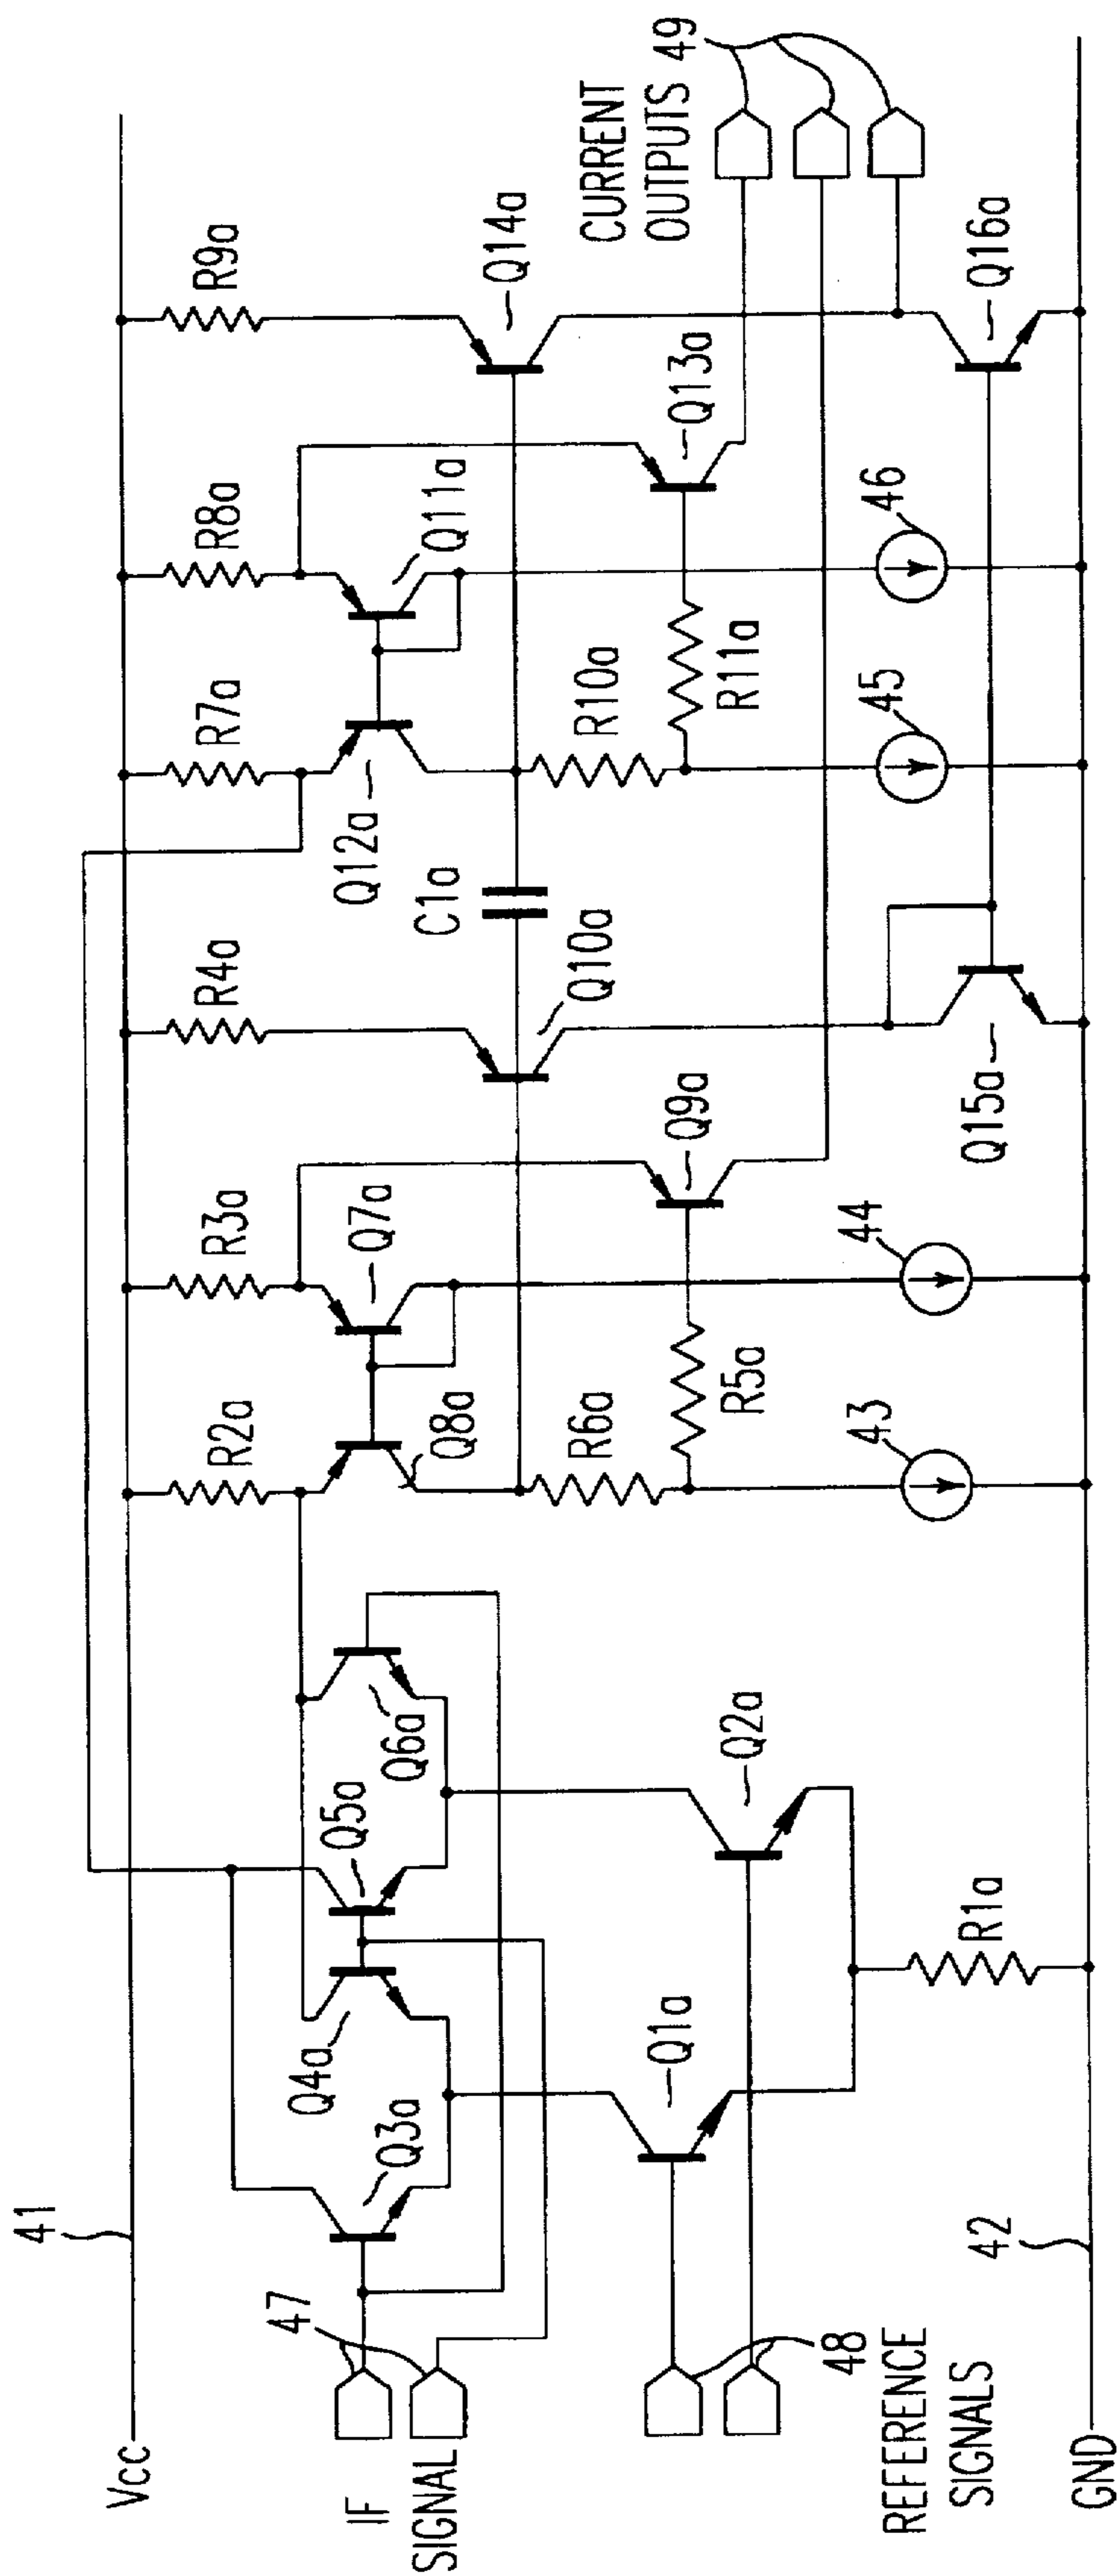 41
Vcc
47
IF
SIGNAL
48
REFERENCE
SIGNALS
42
GND
Q3a
Q4a
Q5a
Q6a
Q1a
Q2a
R1a
R2a
R3a
Q7a
Q8a
R6a
R5a
Q9a
43
44
R4a
Q10a
C1a
Q15a
R7a
R8a
Q12a
Q11a
R10a
R11a
Q13a
45
46
R9a
Q14a
Q16a
CURRENT
OUTPUTS
49